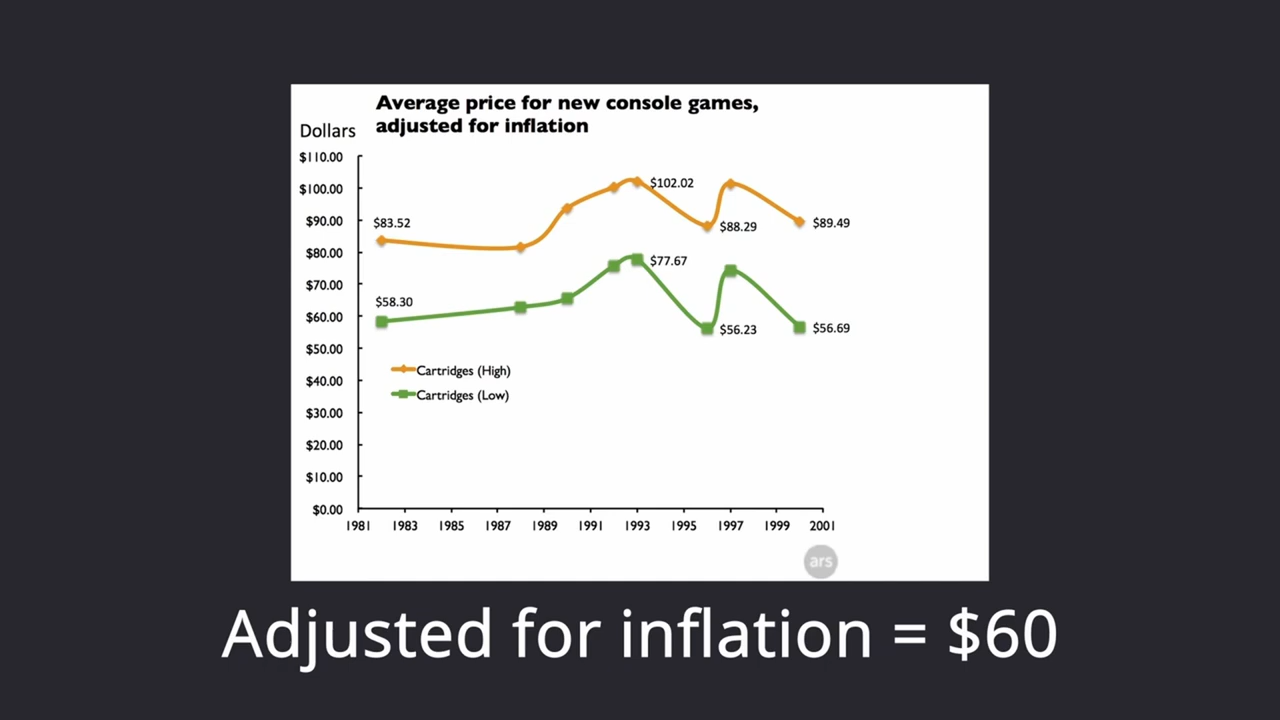 Average price for new console games,
adjusted for inflation
Dollars
$110.00
$100.00
$90.00
$80.00
$70.00
$60.00
$50.00
$40.00
$30.00
$20.00
$10.00
$0.00
$83.52
$102.02
$88.29
$89.49
$58.30
$77.67
$56.23
$56.69
Cartridges (High)
Cartridges (Low)
1981 1983 1985 1987 1989 1991 1993 1995 1997 1999 2001
ars
Adjusted for inflation = $60